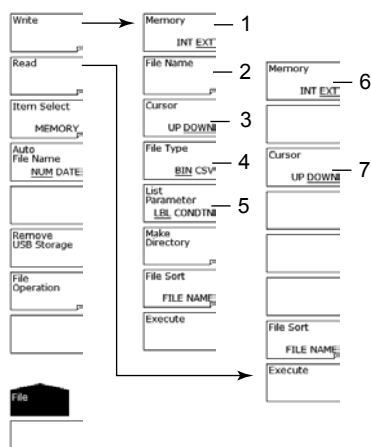 Write
Read
Item Select
MEMORY
Auto
File Name
NUM DATE
Remove
USB Storage
File
Operation
File
Memory
INT EXT
1
File Name
2
Cursor
UP DOWN
3
File Type
BIN CSV
4
List
Parameter
LBL CONDTN
5
Make
Directory
File Sort
FILE NAME
Execute
Memory
INT EXT
6
Cursor
UP DOWN
7
File Sort
FILE NAME
Execute